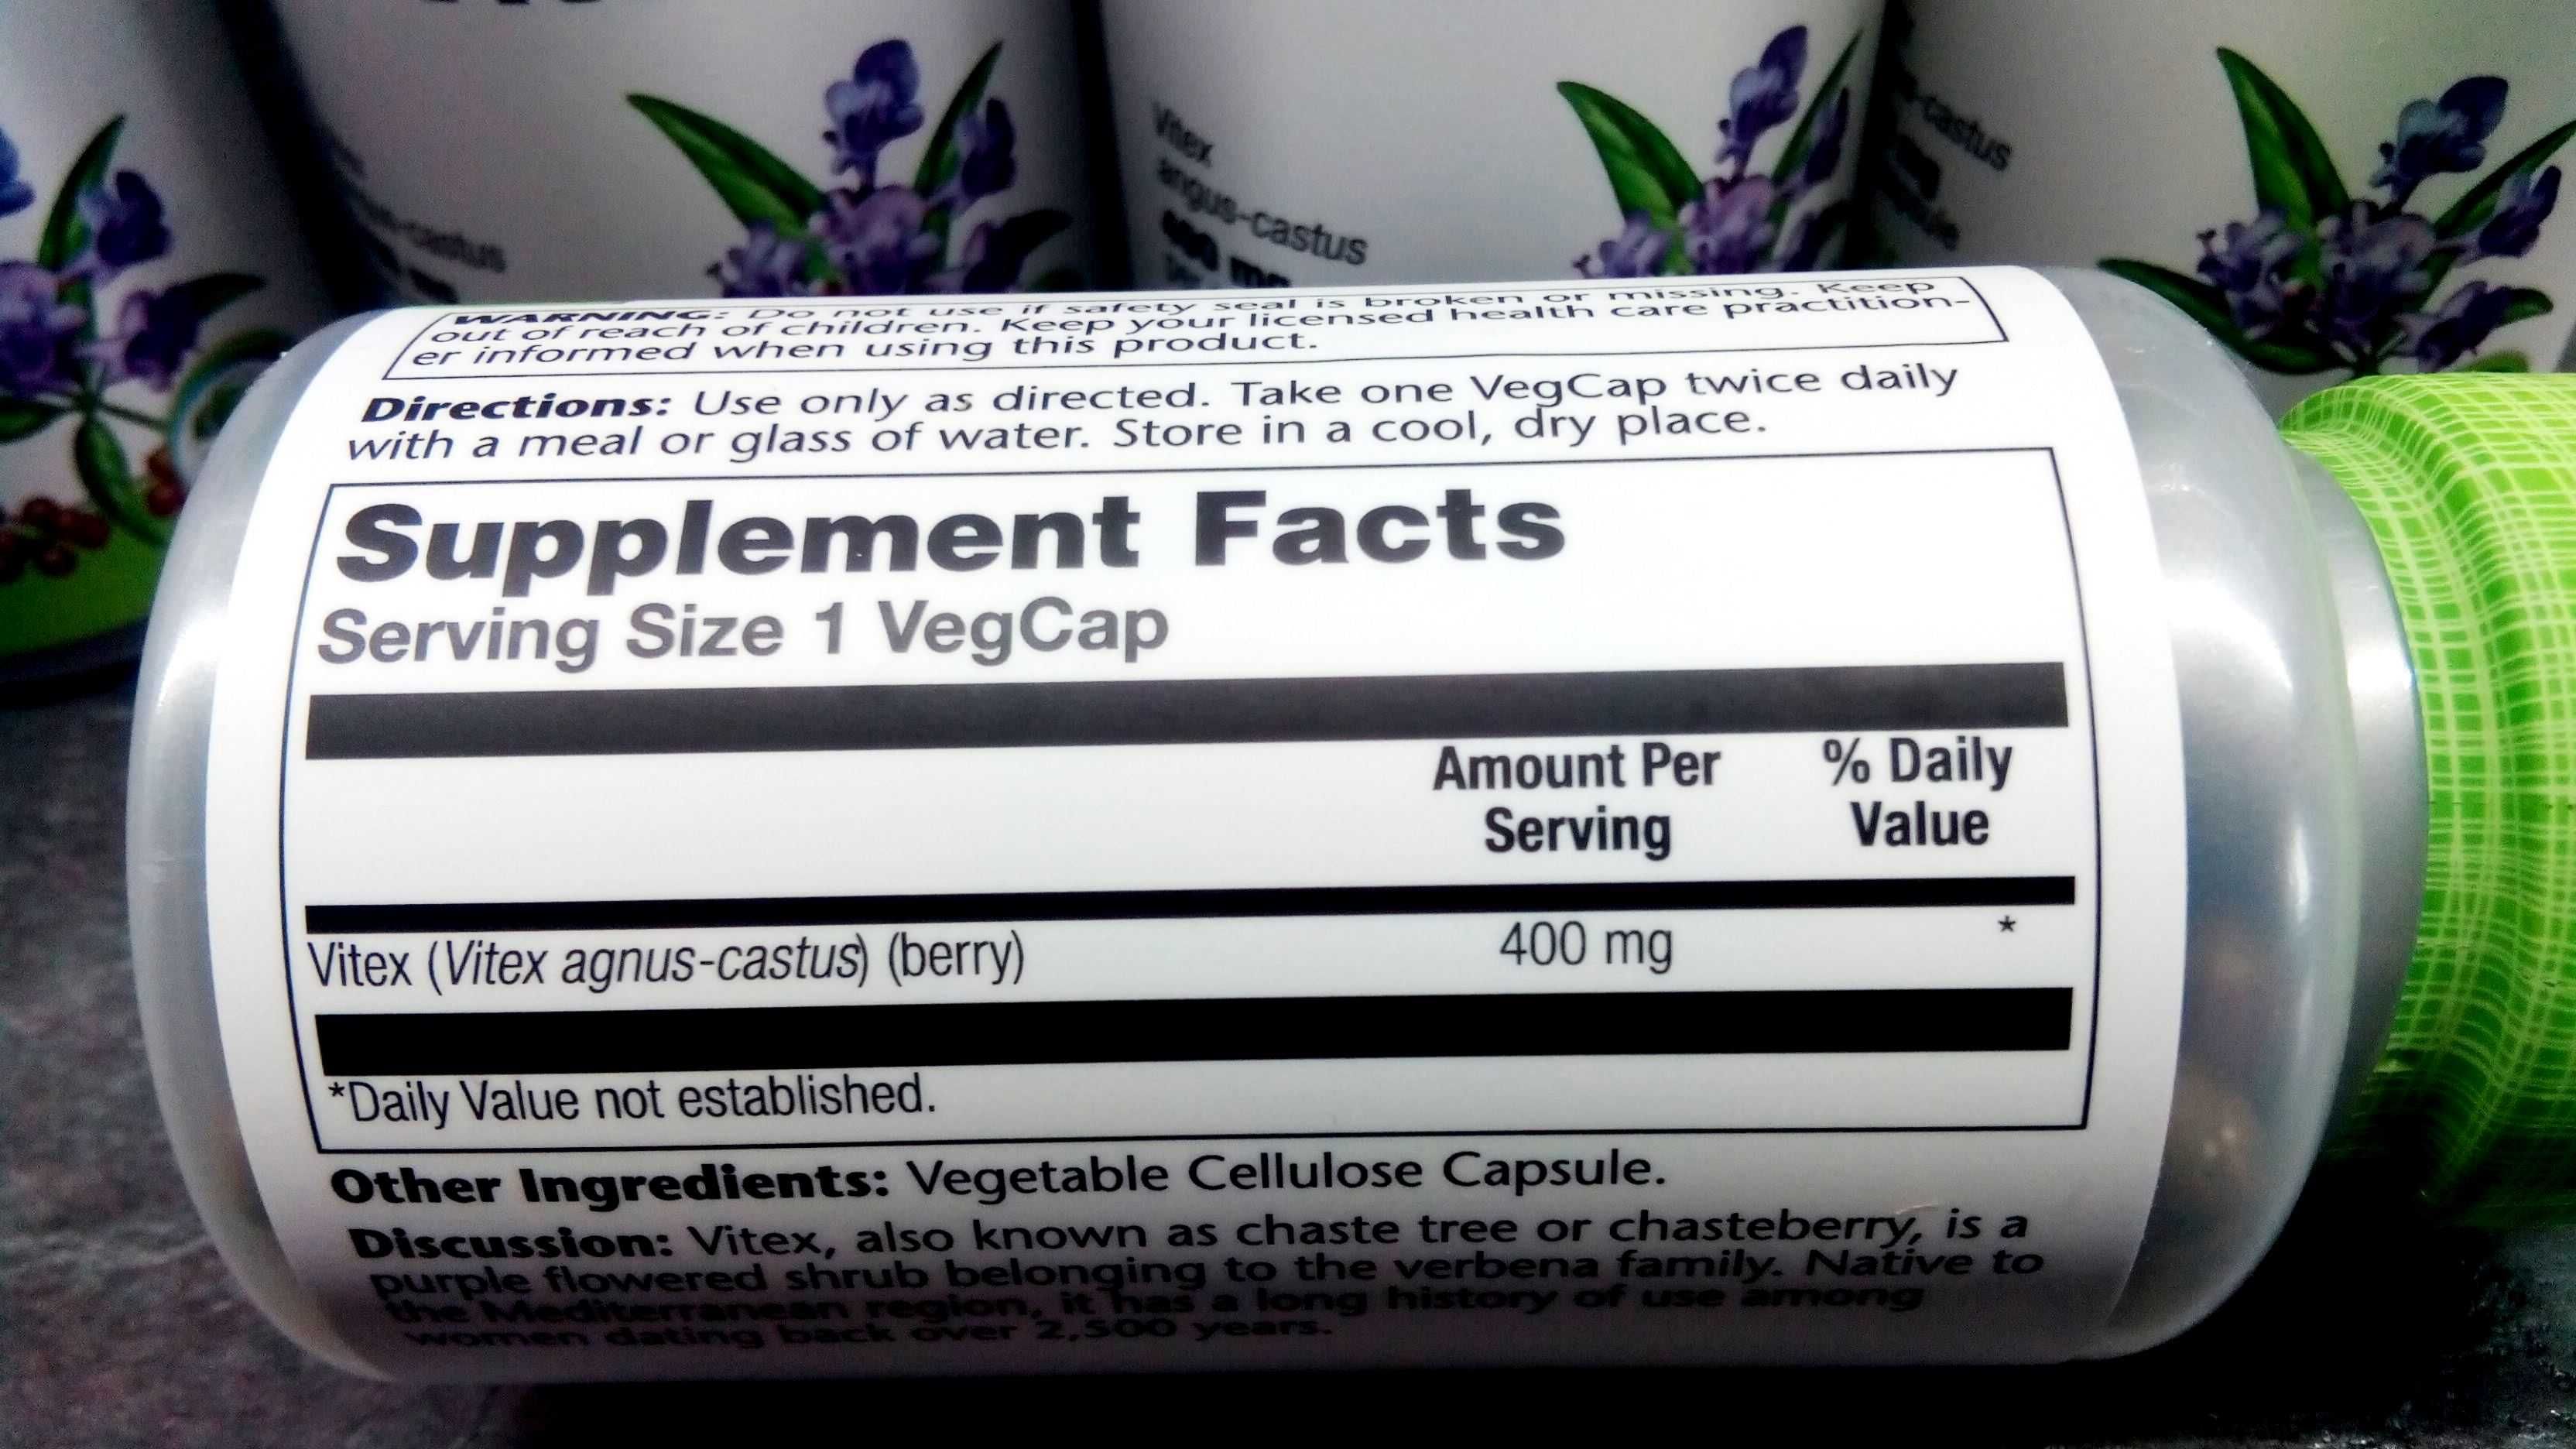 Vitex
angus-castus
400 mg
-castus
-castus
WARNING: Do not use if safety seal is broken or missing. Keep
out of reach of children. Keep your licensed health care practition-
er informed when using this product.
Directions: Use only as directed. Take one VegCap twice daily
with a meal or glass of water. Store in a cool, dry place.
Supplement Facts
Serving Size 1 VegCap
Amount Per % Daily
Serving Value
Vitex (Vitex agnus-castus) (berry) 400 mg *
*Daily Value not established.
Other Ingredients: Vegetable Cellulose Capsule.
Discussion: Vitex, also known as chaste tree or chasteberry, is a
purple flowered shrub belonging to the verbena family. Native to
the Mediterranean region, it has a long history of use among
women dating back over 2,500 years.